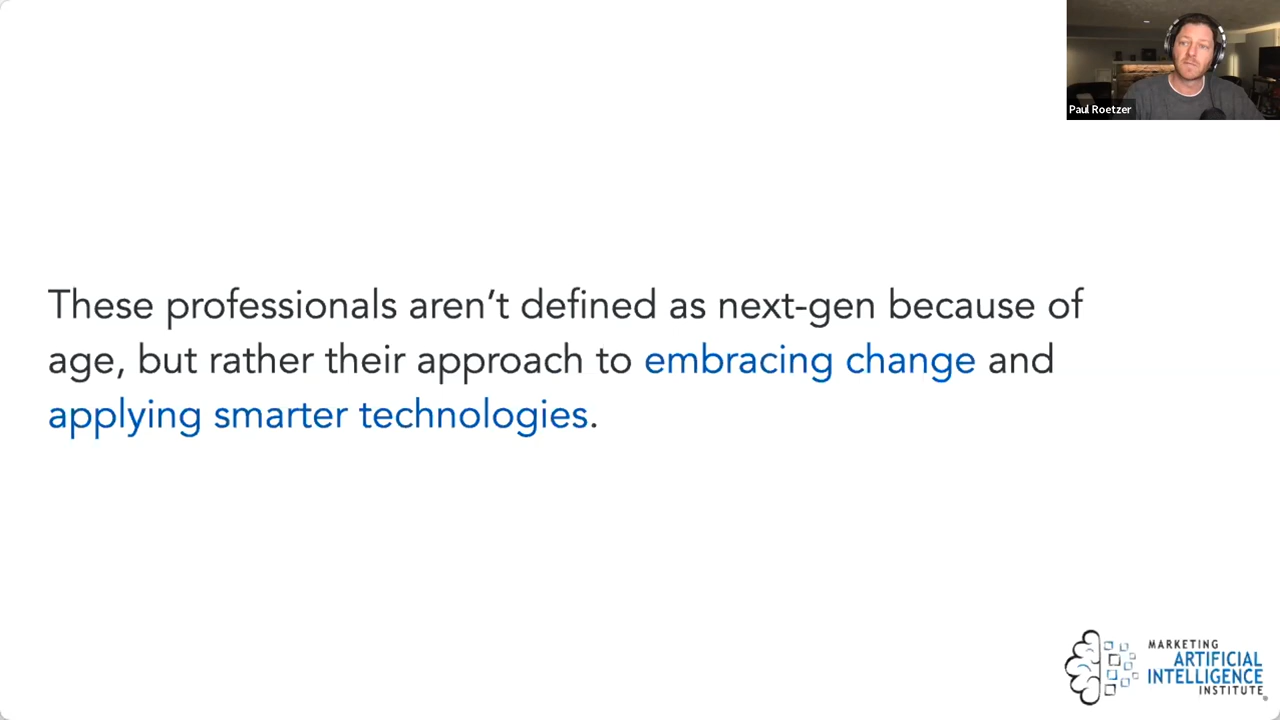 Paul Roetzer
These professionals aren’t defined as next-gen because of
age, but rather their approach to embracing change and
applying smarter technologies.
MARKETING
ARTIFICIAL
INTELLIGENCE
INSTITUTE®